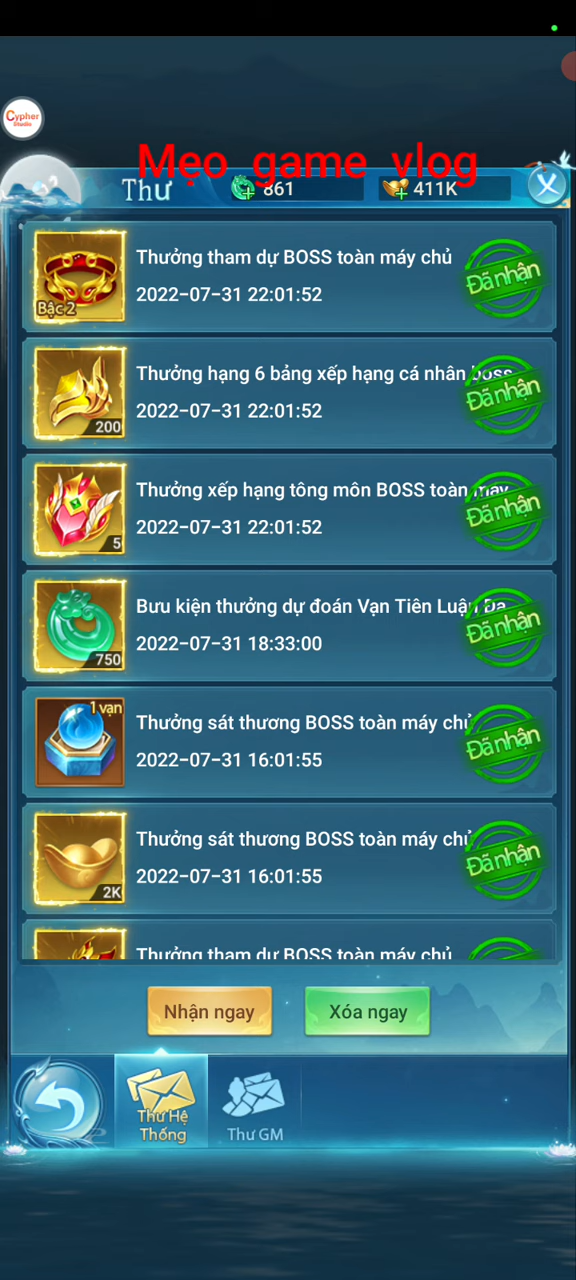 Cypher
Studio
Mẹo game vlog
Thư
861
411K
Thưởng tham dự BOSS toàn máy chủ
2022-07-31 22:01:52
Bậc 2
Đã nhận
Thưởng hạng 6 bảng xếp hạng cá nhân boss
2022-07-31 22:01:52
200
Đã nhận
Thưởng xếp hạng tông môn BOSS toàn máy
2022-07-31 22:01:52
5
Đã nhận
Bưu kiện thưởng dự đoán Vạn Tiên Luận Đa
2022-07-31 18:33:00
750
Đã nhận
1 vạn
Thưởng sát thương BOSS toàn máy chủ
2022-07-31 16:01:55
Đã nhận
Thưởng sát thương BOSS toàn máy chủ
2022-07-31 16:01:55
2K
Đã nhận
Thưởng tham dự BOSS toàn máy chủ
Nhận ngay
Xóa ngay
Thư Hệ
Thống
Thư GM